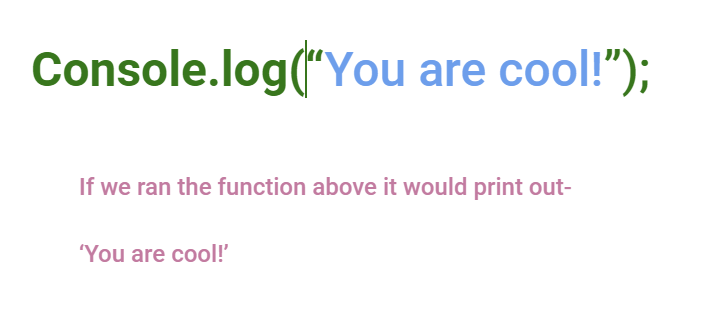 Console.log(“You are cool!”);
If we ran the function above it would print out-
‘You are cool!’